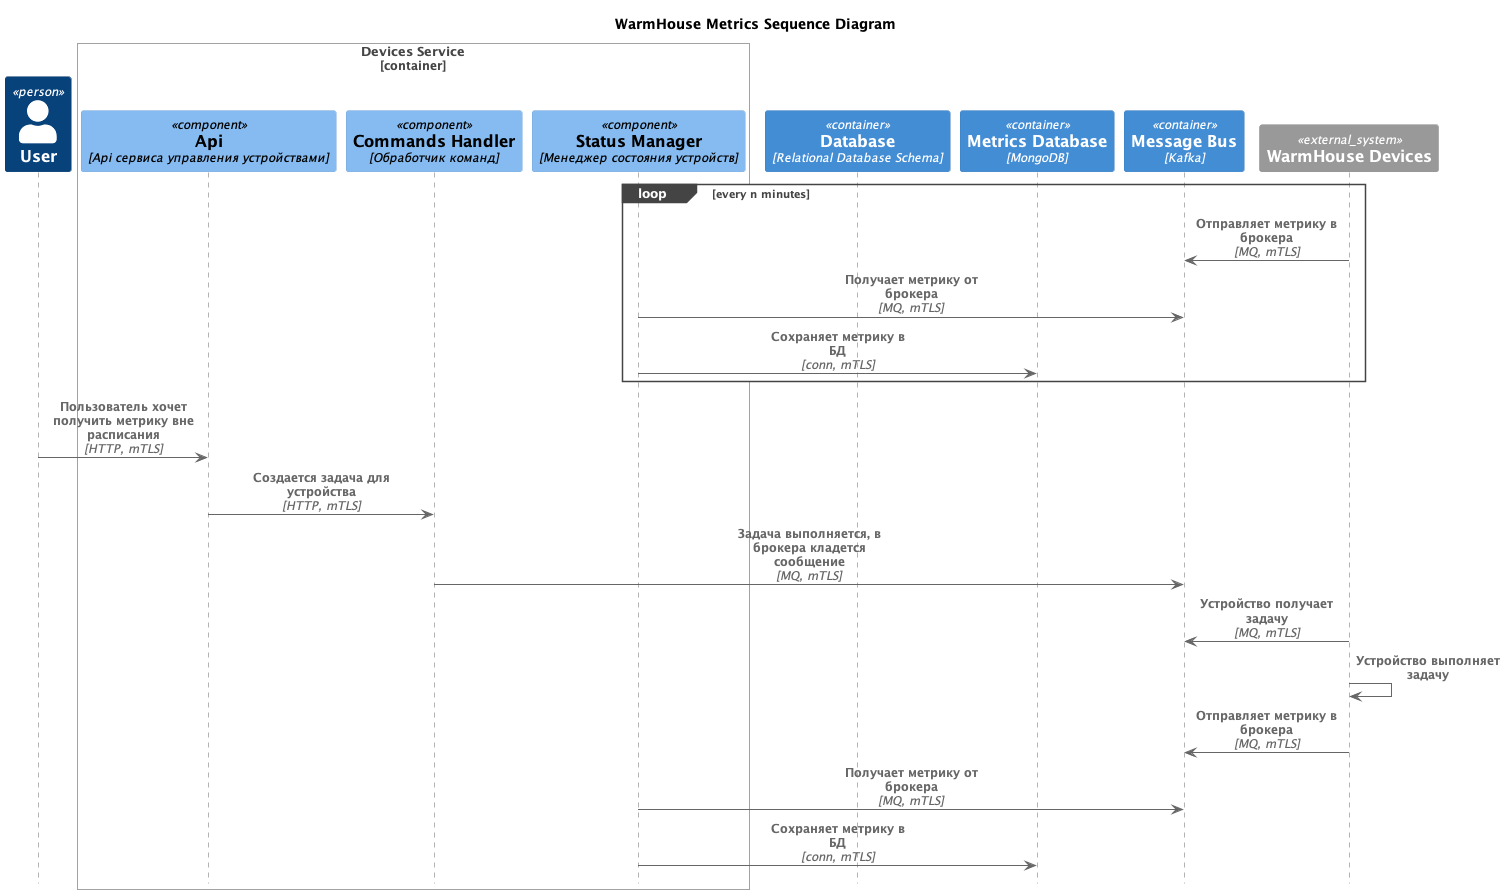 WarmHouse Metrics Sequence Diagram
Devices Service
[container]
«person»
User
«component»
Api
[Api сервиса управления устройствами]
«component»
Commands Handler
[Обработчик команд]
«component»
Status Manager
[Менеджер состояния устройств]
«container»
Database
[Relational Database Schema]
«container»
Metrics Database
[MongoDB]
«container»
Message Bus
[Kafka]
«external_system»
WarmHouse Devices
loop
[every n minutes]
Отправляет метрику в
брокера
[MQ, mTLS]
Получает метрику от
брокера
[MQ, mTLS]
Сохраняет метрику в
БД
[conn, mTLS]
Пользователь хочет
получить метрику вне
расписания
[HTTP, mTLS]
Создается задача для
устройства
[HTTP, mTLS]
Задача выполняется, в
брокера кладется
сообщение
[MQ, mTLS]
Устройство получает
задачу
[MQ, mTLS]
Устройство выполняет
задачу
Отправляет метрику в
брокера
[MQ, mTLS]
Получает метрику от
брокера
[MQ, mTLS]
Сохраняет метрику в
БД
[conn, mTLS]